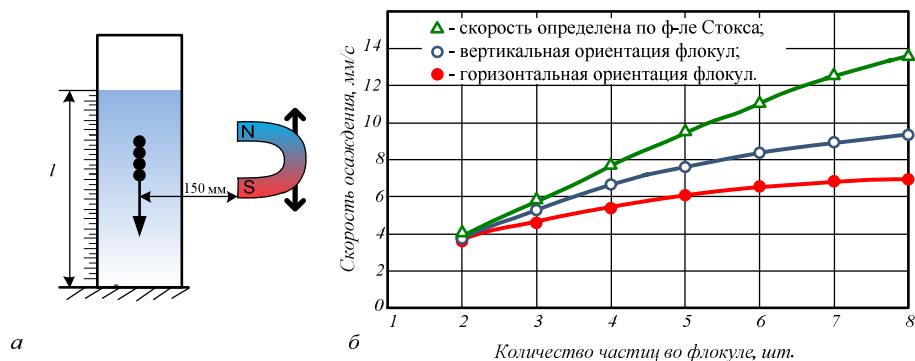 l
N
S
150 мм
а
Скорость осаждения, мм/с
14
12
10
8
6
4
2
0
△ - скорость определена по ф-ле Стокса;
○ - вертикальная ориентация флокул;
● - горизонтальная ориентация флокул.
1 2 3 4 5 6 7 8
б
Количество частиц во флокуле, шт.